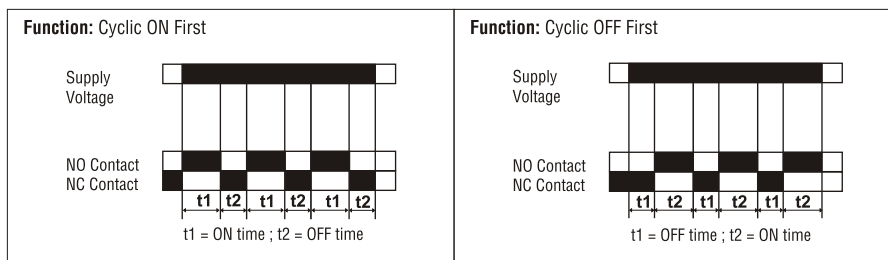 Function: Cyclic ON First
Supply
Voltage
NO Contact
NC Contact
t1 t2 t1 t2 t1 t2
t1 = ON time ; t2 = OFF time
Function: Cyclic OFF First
Supply
Voltage
NO Contact
NC Contact
t1 t2 t1 t2 t1 t2
t1 = OFF time ; t2 = ON time